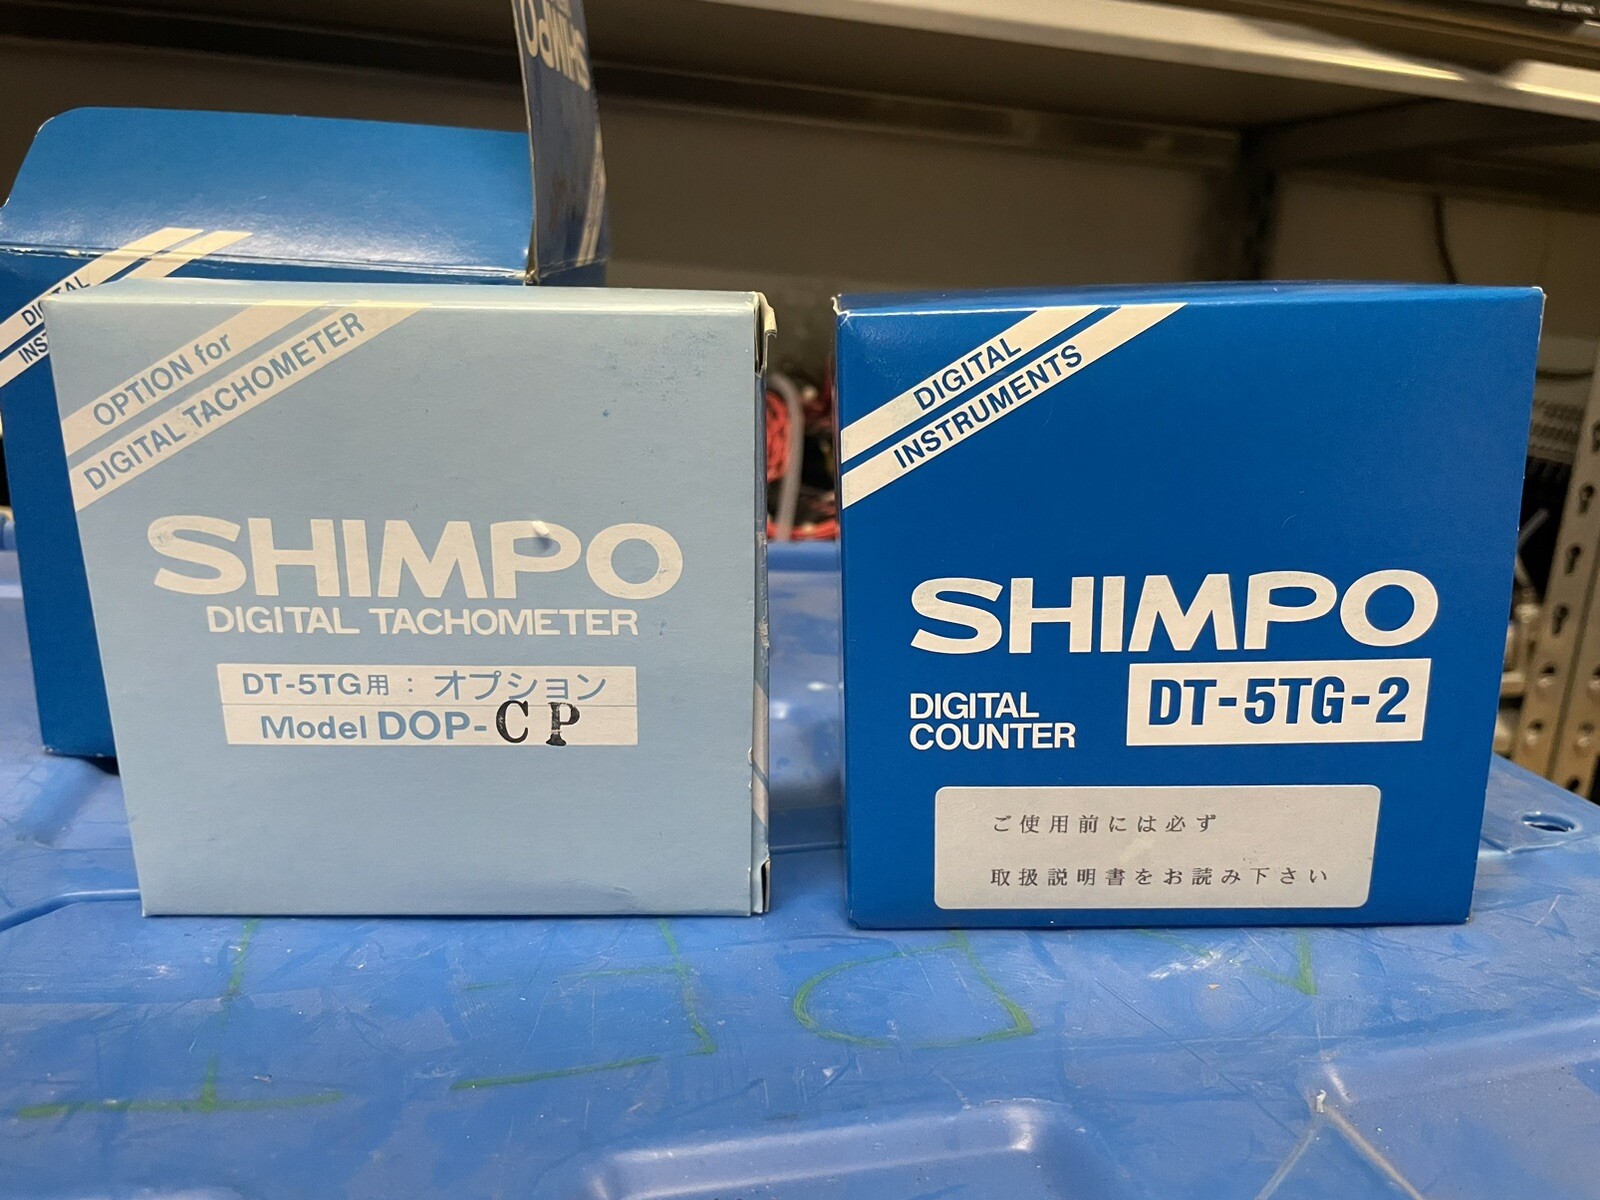 SHIMPO
DIGITAL
INS
OPTION for
DIGITAL TACHOMETER
SHIMPO
DIGITAL TACHOMETER
DT-5TG用：オプション
Model DOP-CP
DIGITAL
INSTRUMENTS
SHIMPO
DIGITAL
COUNTER
DT-5TG-2
ご使用前には必ず
取扱説明書をお読み下さい